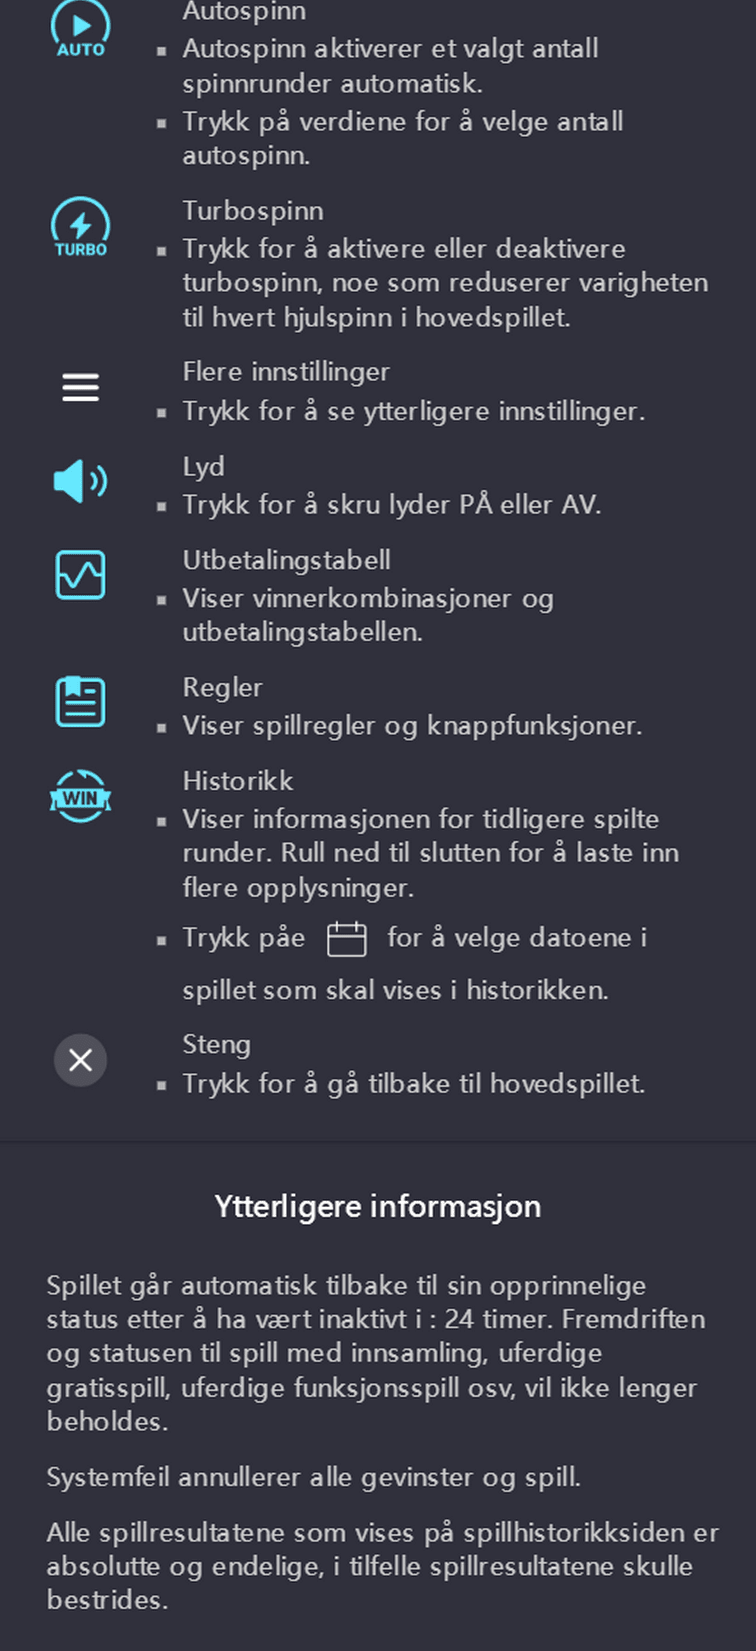 Autospinn
AUTO
▪ Autospinn aktiverer et valgt antall
spinnrunder automatisk.
▪ Trykk på verdiene for å velge antall
autospinn.
Turbospinn
TURBO
▪ Trykk for å aktivere eller deaktivere
turbospinn, noe som reduserer varigheten
til hvert hjulspinn i hovedspillet.
Flere innstillinger
▪ Trykk for å se ytterligere innstillinger.
Lyd
▪ Trykk for å skru lyder PÅ eller AV.
Utbetalingstabell
▪ Viser vinnerkombinasjoner og
utbetalingstabellen.
Regler
▪ Viser spillregler og knappfunksjoner.
Historikk
WIN
▪ Viser informasjonen for tidligere spilte
runder. Rull ned til slutten for å laste inn
flere opplysninger.
▪ Trykk påe for å velge datoene i
spillet som skal vises i historikken.
Steng
▪ Trykk for å gå tilbake til hovedspillet.
Ytterligere informasjon
Spillet går automatisk tilbake til sin opprinnelige
status etter å ha vært inaktivt i : 24 timer. Fremdriften
og statusen til spill med innsamling, uferdige
gratisspill, uferdige funksjonsspill osv, vil ikke lenger
beholdes.
Systemfeil annullerer alle gevinster og spill.
Alle spillresultatene som vises på spillhistorikksiden er
absolutte og endelige, i tilfelle spillresultatene skulle
bestrides.